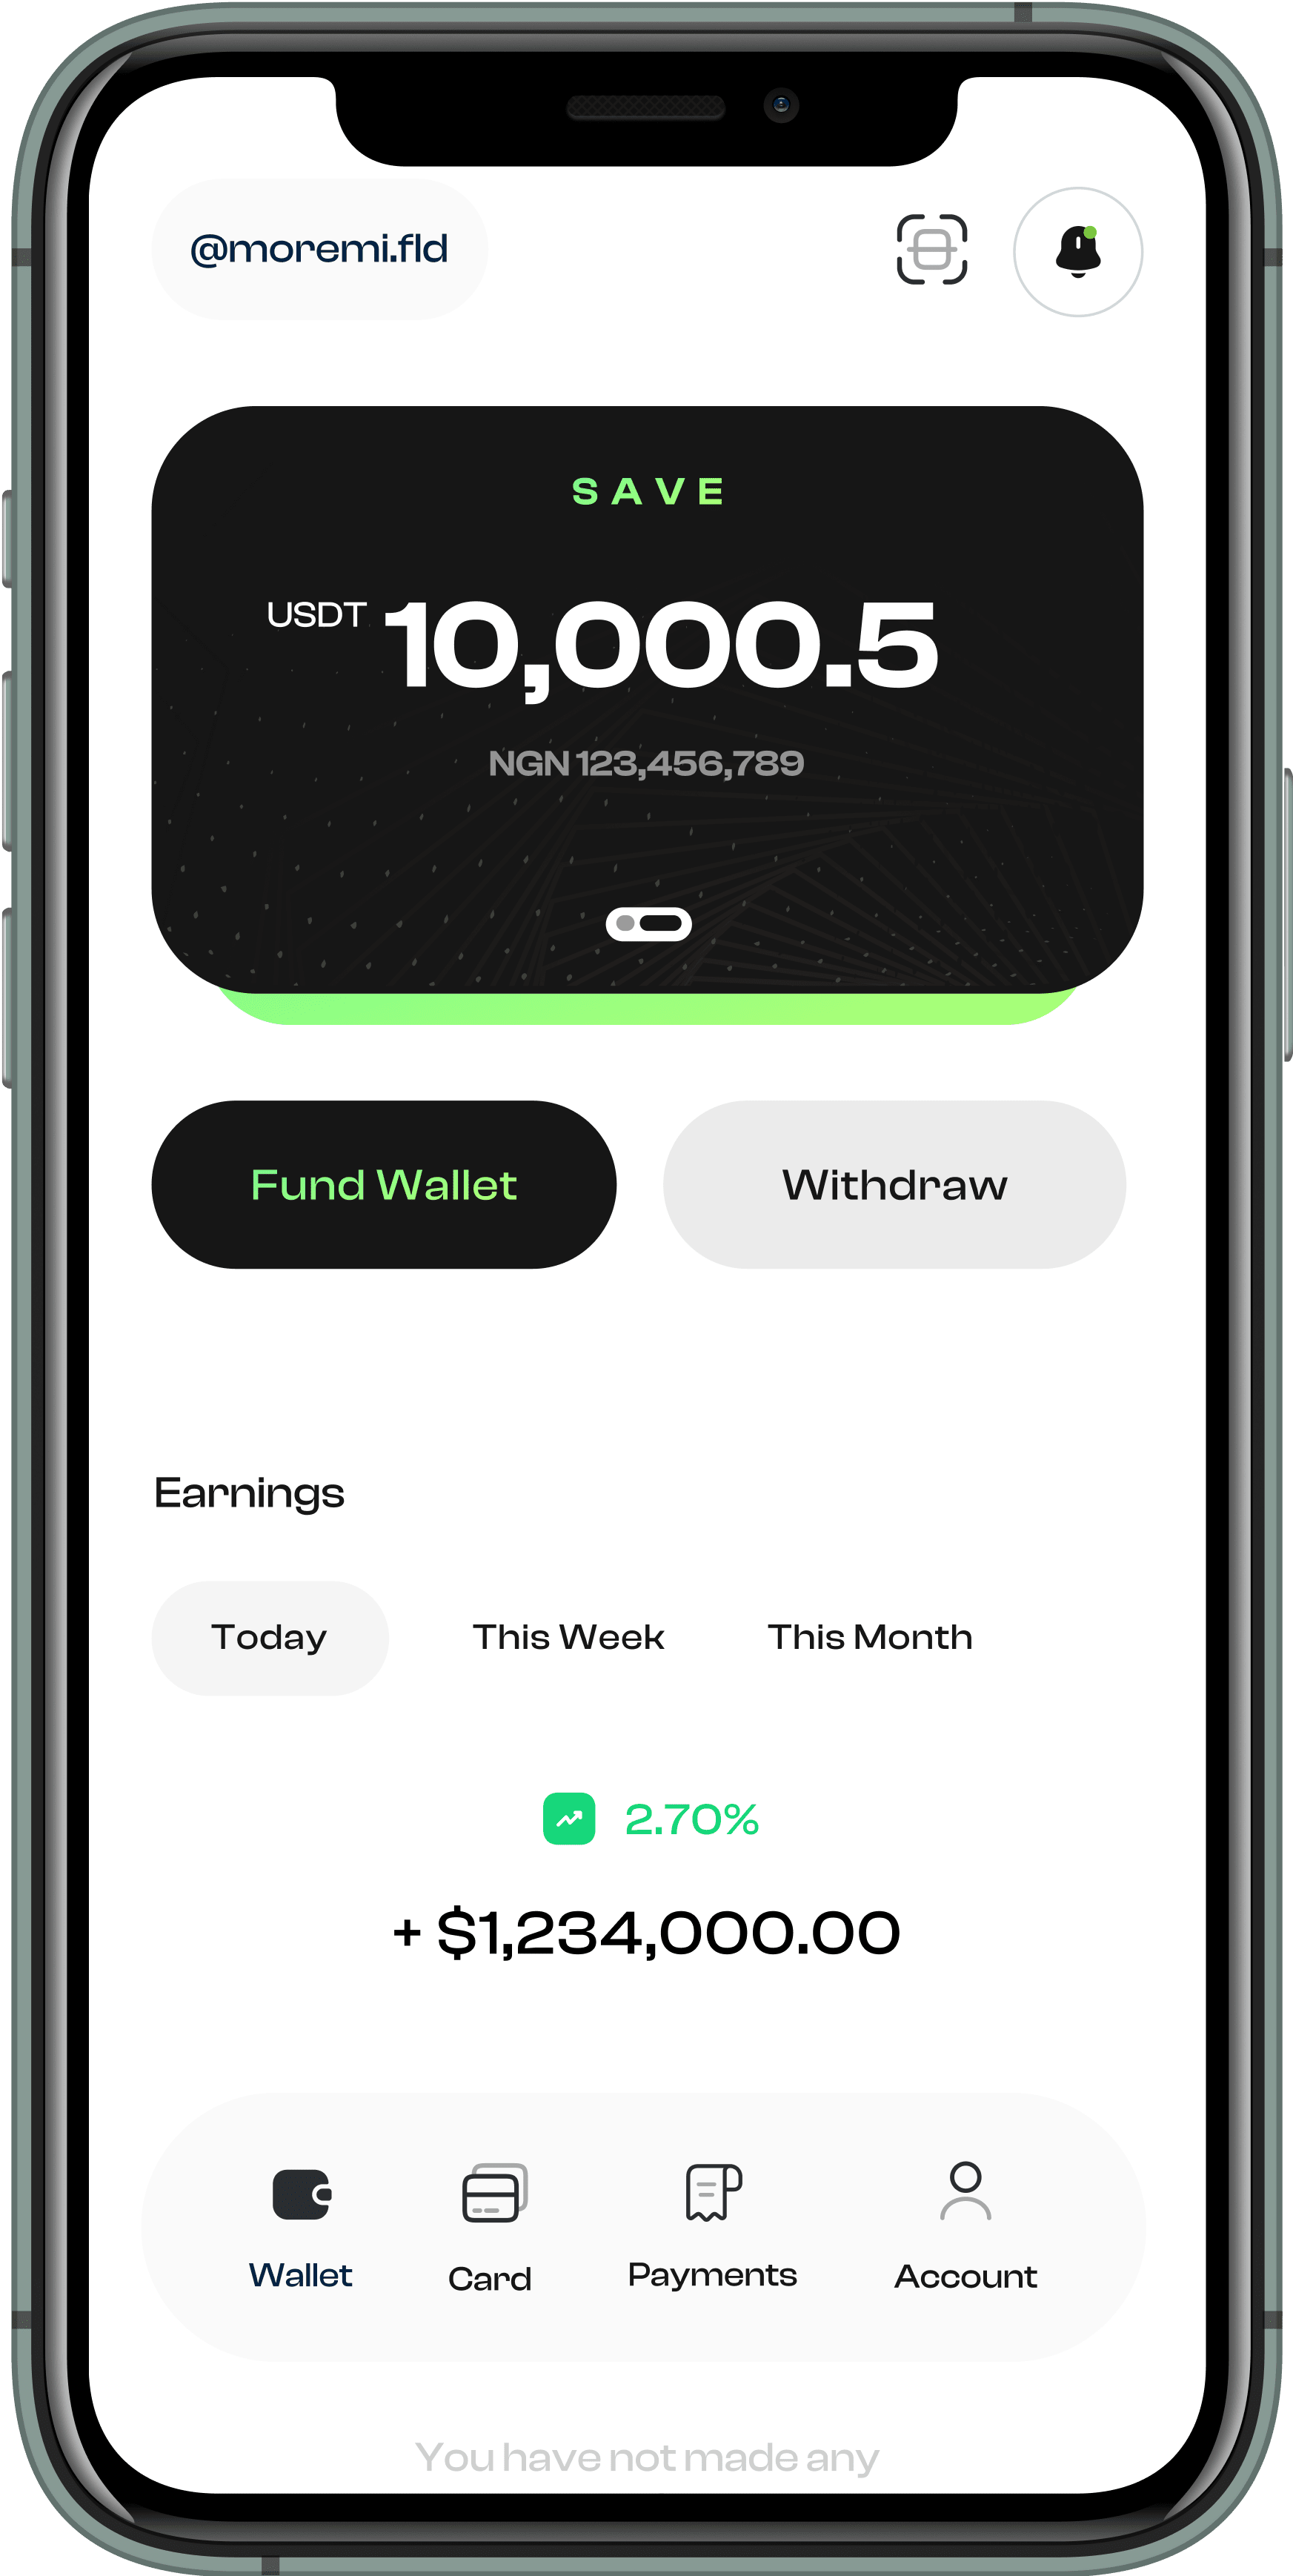 @moremi.fld
SAVE
USDT 10,000.5
NGN 123,456,789
Fund Wallet
Withdraw
Earnings
Today
This Week
This Month
2.70%
+ $1,234,000.00
Wallet
Card
Payments
Account
You have not made any